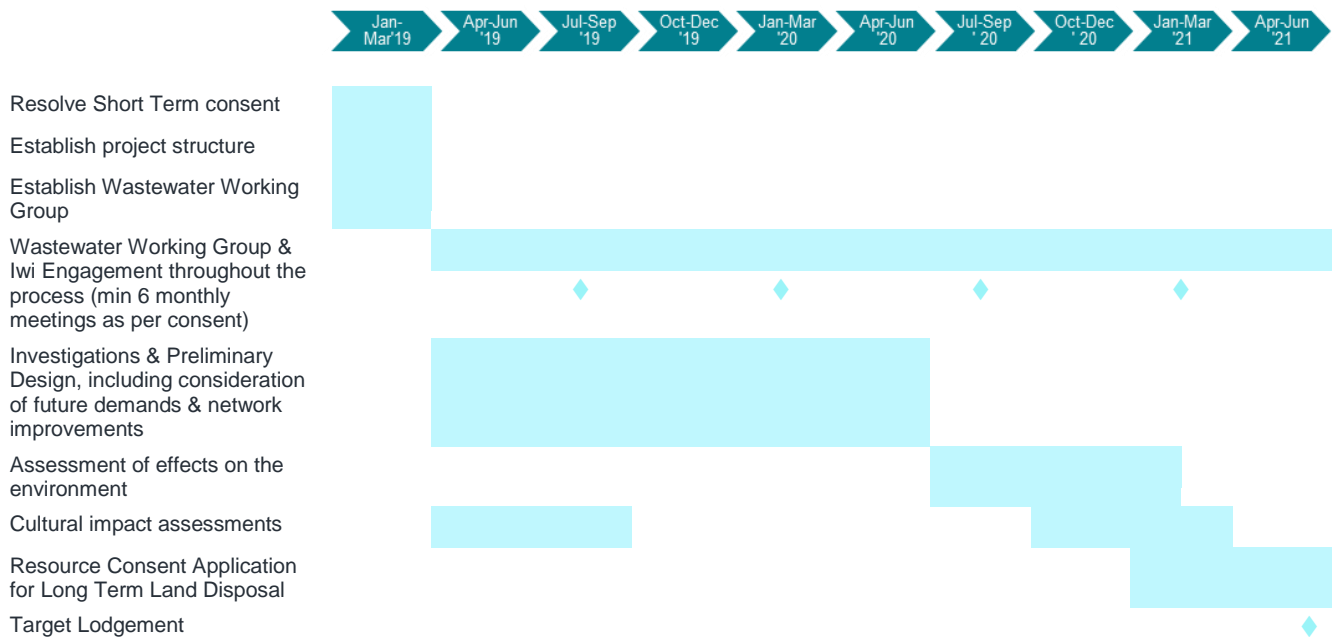 Jan-
Mar'19
Apr-Jun
'19
Jul-Sep
'19
Oct-Dec
'19
Jan-Mar
'20
Apr-Jun
'20
Jul-Sep
' 20
Oct-Dec
' 20
Jan-Mar
'21
Apr-Jun
'21
Resolve Short Term consent
Establish project structure
Establish Wastewater Working
Group
Wastewater Working Group &
Iwi Engagement throughout the
process (min 6 monthly
meetings as per consent)
Investigations & Preliminary
Design, including consideration
of future demands & network
improvements
Assessment of effects on the
environment
Cultural impact assessments
Resource Consent Application
for Long Term Land Disposal
Target Lodgement